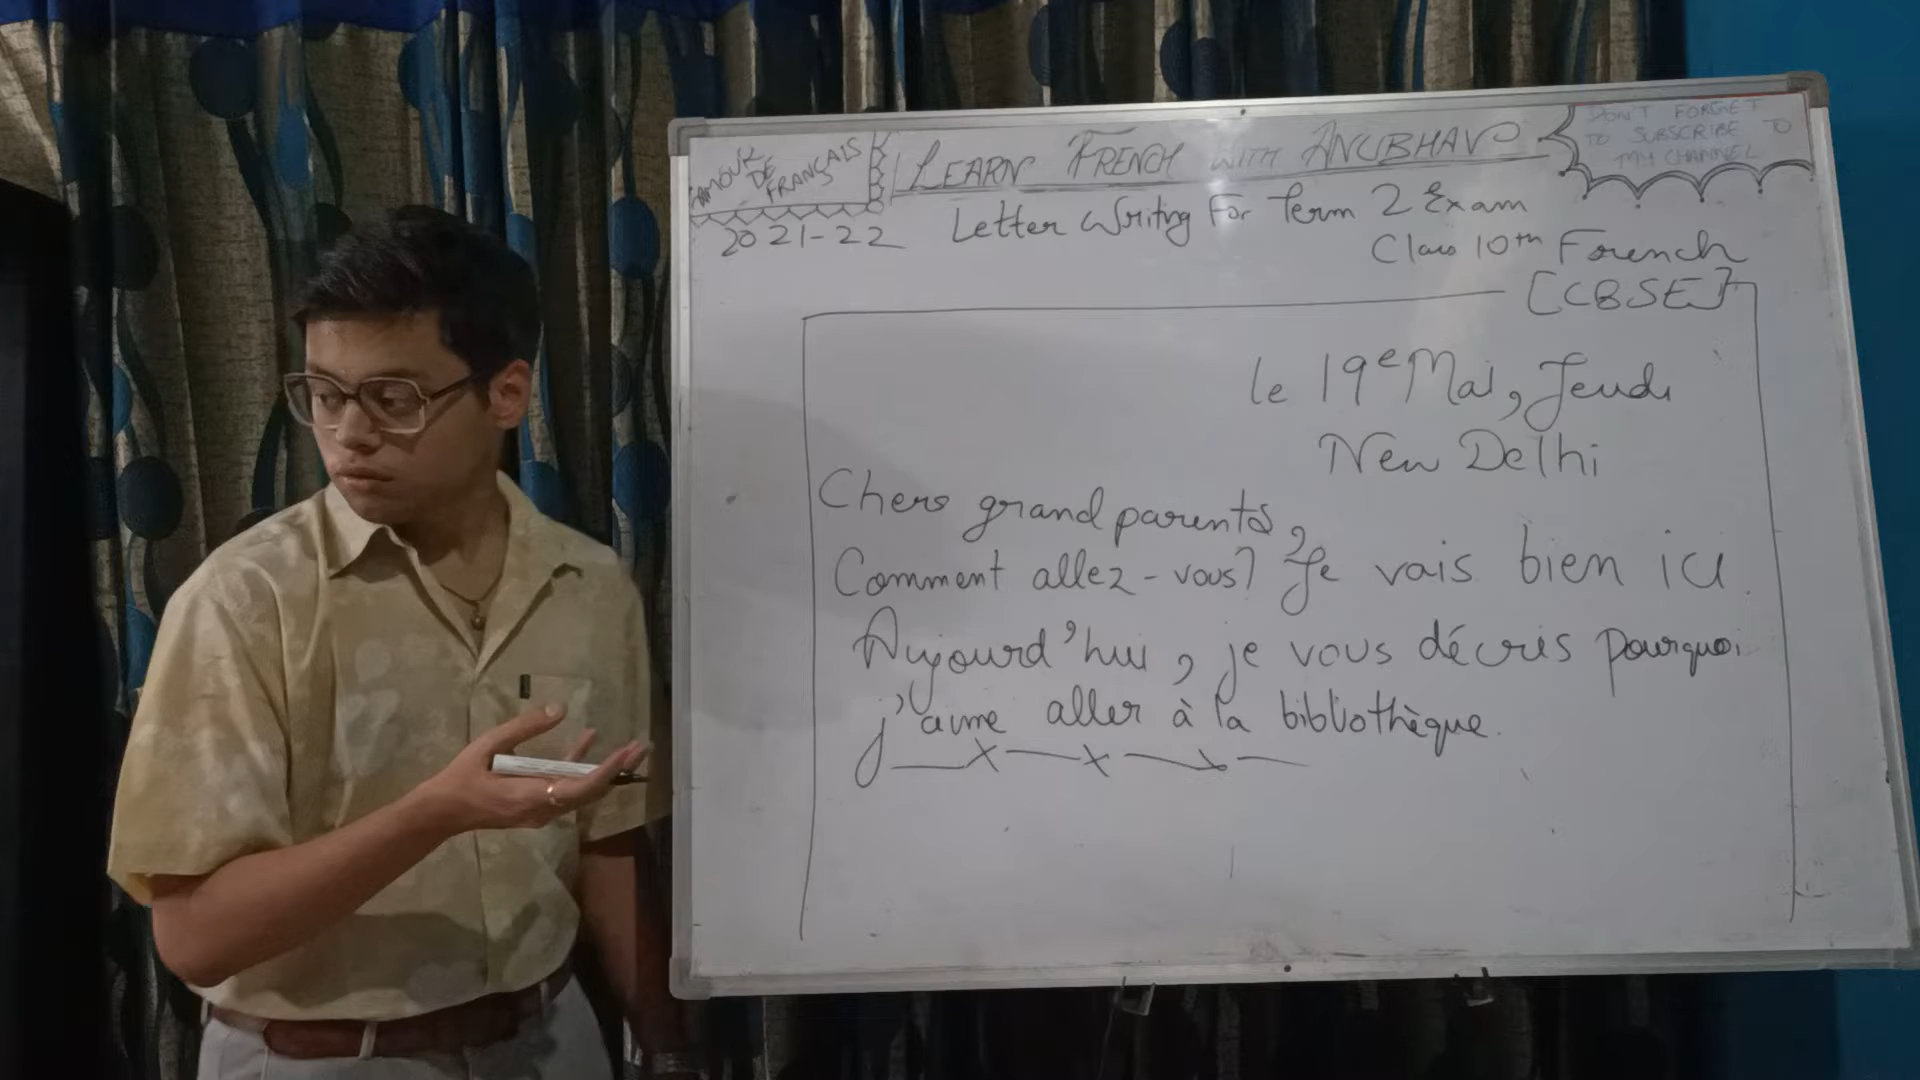 AMOUR
DE
FRANÇAIS
LEARN FRENCH WITH ANUBHAV
DON'T FORGET
TO SUBSCRIBE TO
MY CHANNEL
2021-22
Letter Writing For Term 2 Exam
Class 10th French
[CBSE]
le 19e Mai, Jeudi
New Delhi
Chers grand parents,
Comment allez-vous? Je vais bien ici.
Aujourd'hui, je vous décris pourquoi
j'aime aller à la bibliothèque.